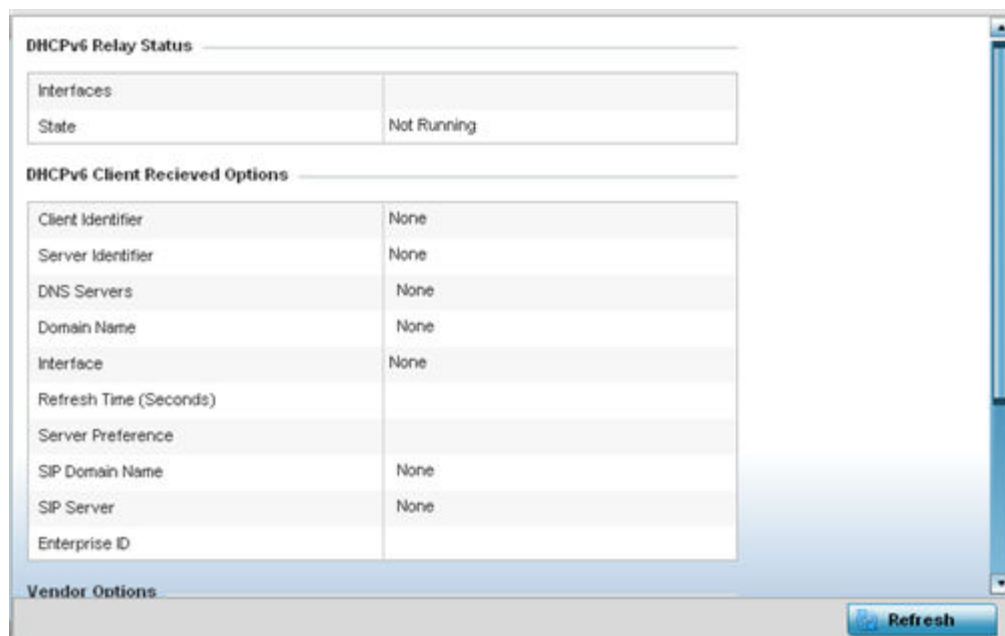 DHCPv6 Relay Status
Interfaces
State Not Running
DHCPv6 Client Recieved Options
Client Identifier None
Server Identifier None
DNS Servers None
Domain Name None
Interface None
Refresh Time (Seconds)
Server Preference
SIP Domain Name None
SIP Server None
Enterprise ID
Vendor Options
Refresh